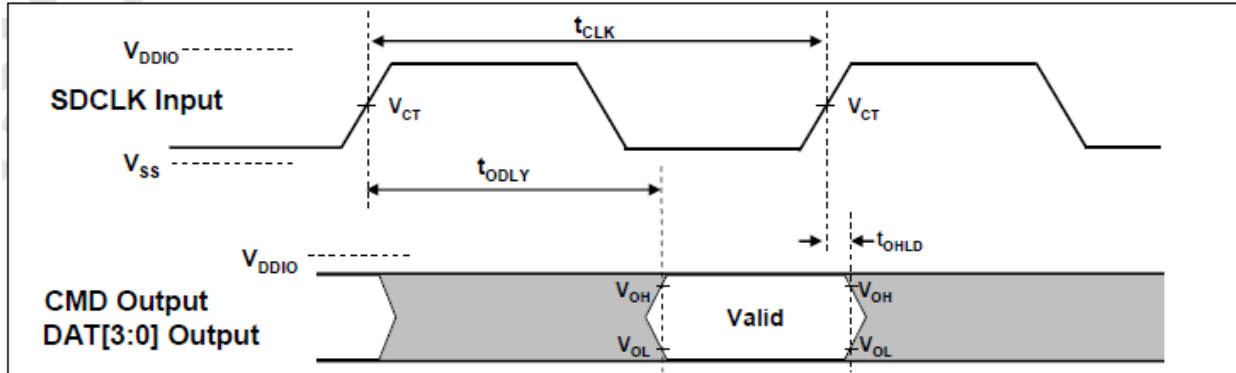 tCLK
VDDIO
SDCLK Input
VCT
VCT
VSS
tODLY
tOHLD
VDDIO
CMD Output
DAT[3:0] Output
VOH
Valid
VOH
VOL
VOL